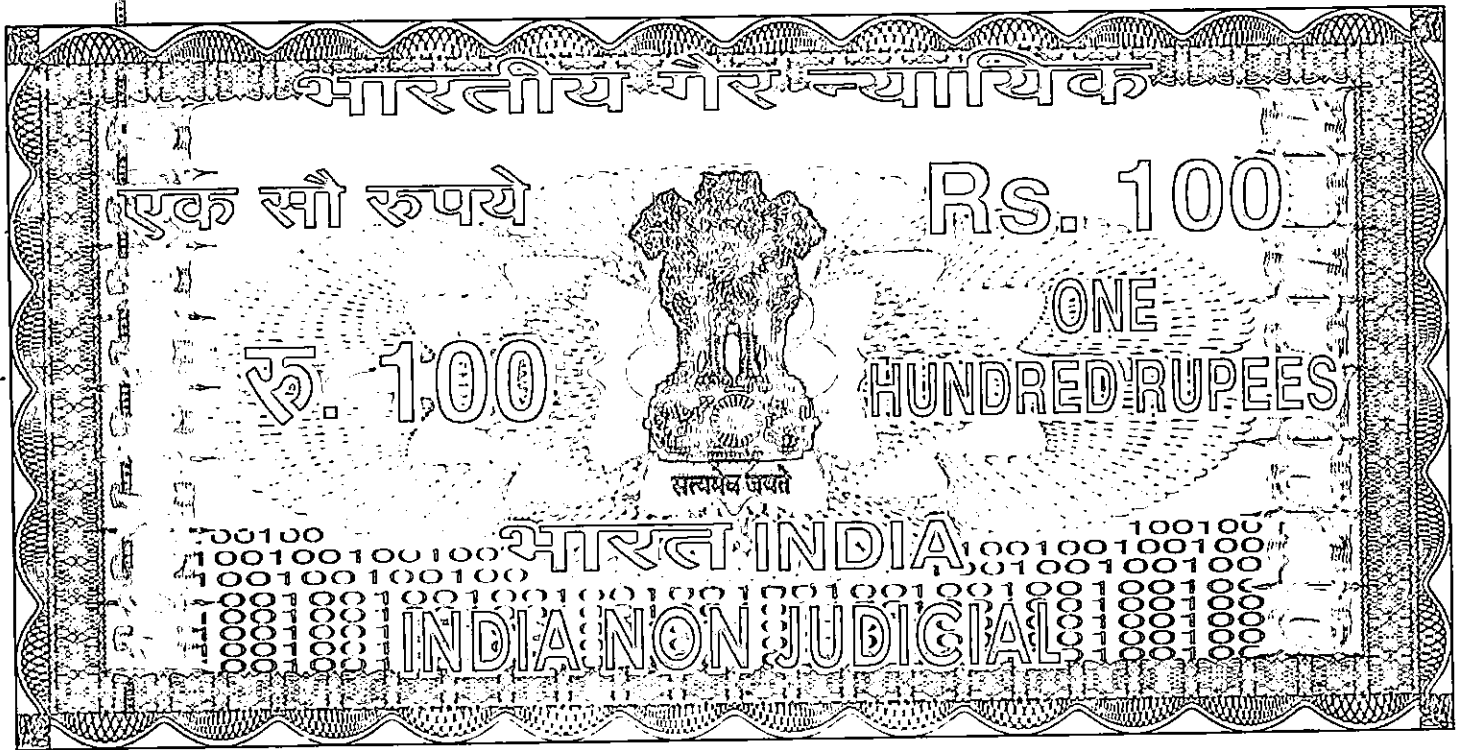 भारतीय गैर न्यायिक
एक सौ रुपये
Rs. 100
रु. 100
ONE
HUNDRED RUPEES
सत्यमेव जयते
भारत INDIA
INDIA NON JUDICIAL